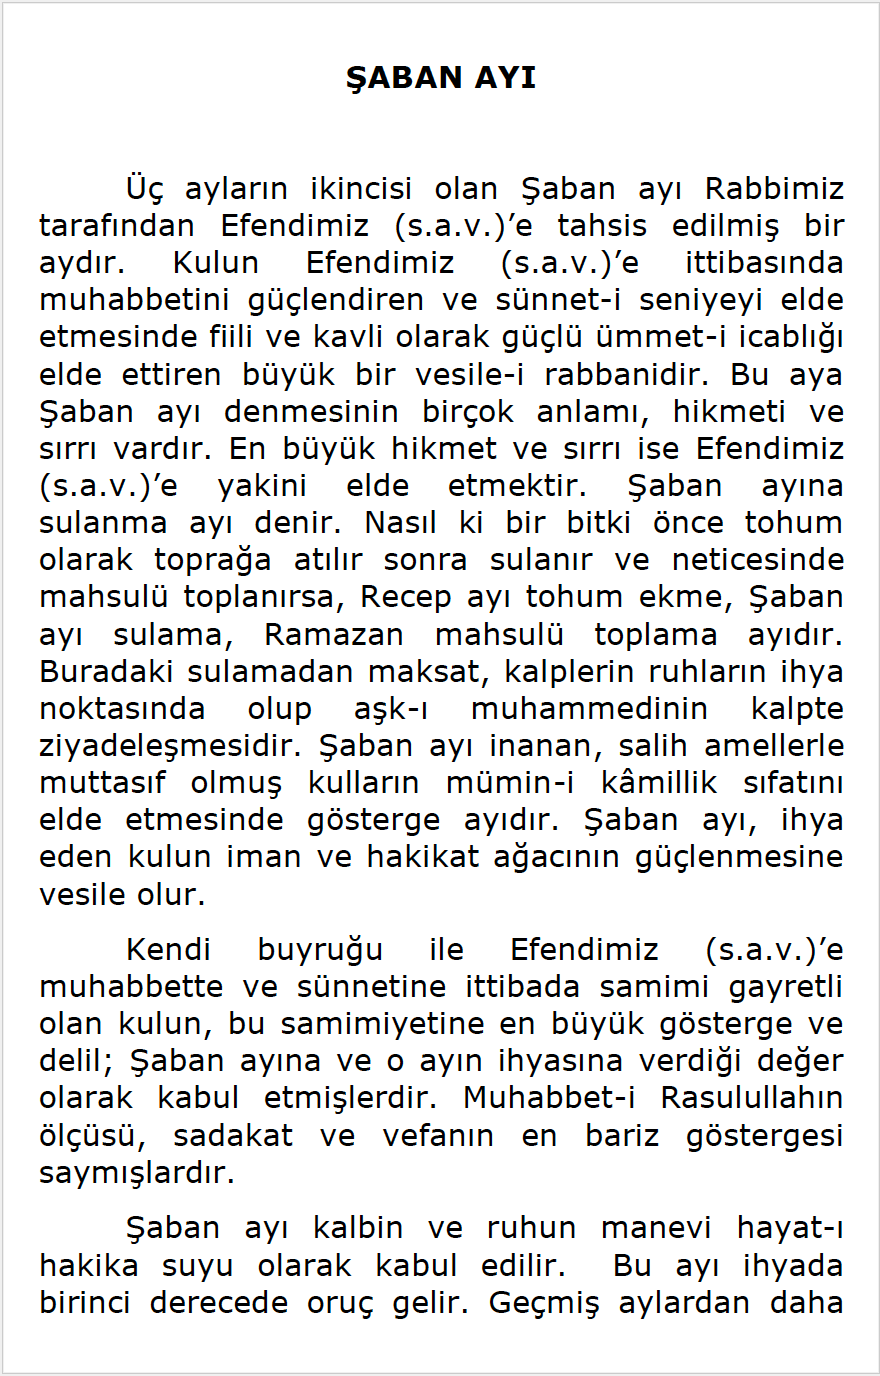 ŞABAN AYI
Üç ayların ikincisi olan Şaban ayı Rabbimiz
tarafından Efendimiz (s.a.v.)’e tahsis edilmiş bir
aydır. Kulun Efendimiz (s.a.v.)’e ittibasında
muhabbetini güçlendiren ve sünnet-i seniyeyi elde
etmesinde fiili ve kavli olarak güçlü ümmet-i icablığı
elde ettiren büyük bir vesile-i rabbanidir. Bu aya
Şaban ayı denmesinin birçok anlamı, hikmeti ve
sırrı vardır. En büyük hikmet ve sırrı ise Efendimiz
(s.a.v.)’e yakini elde etmektir. Şaban ayına
sulanma ayı denir. Nasıl ki bir bitki önce tohum
olarak toprağa atılır sonra sulanır ve neticesinde
mahsulü toplanırsa, Recep ayı tohum ekme, Şaban
ayı sulama, Ramazan mahsulü toplama ayıdır.
Buradaki sulamadan maksat, kalplerin ruhların ihya
noktasında olup aşk-ı muhammedinin kalpte
ziyadeleşmesidir. Şaban ayı inanan, salih amellerle
muttasıf olmuş kulların mümin-i kâmillik sıfatını
elde etmesinde gösterge ayıdır. Şaban ayı, ihya
eden kulun iman ve hakikat ağacının güçlenmesine
vesile olur.
Kendi buyruğu ile Efendimiz (s.a.v.)’e
muhabbette ve sünnetine ittibada samimi gayretli
olan kulun, bu samimiyetine en büyük gösterge ve
delil; Şaban ayına ve o ayın ihyasına verdiği değer
olarak kabul etmişlerdir. Muhabbet-i Rasulullahın
ölçüsü, sadakat ve vefanın en bariz göstergesi
saymışlardır.
Şaban ayı kalbin ve ruhun manevi hayat-ı
hakika suyu olarak kabul edilir.  Bu ayı ihyada
birinci derecede oruç gelir. Geçmiş aylardan daha